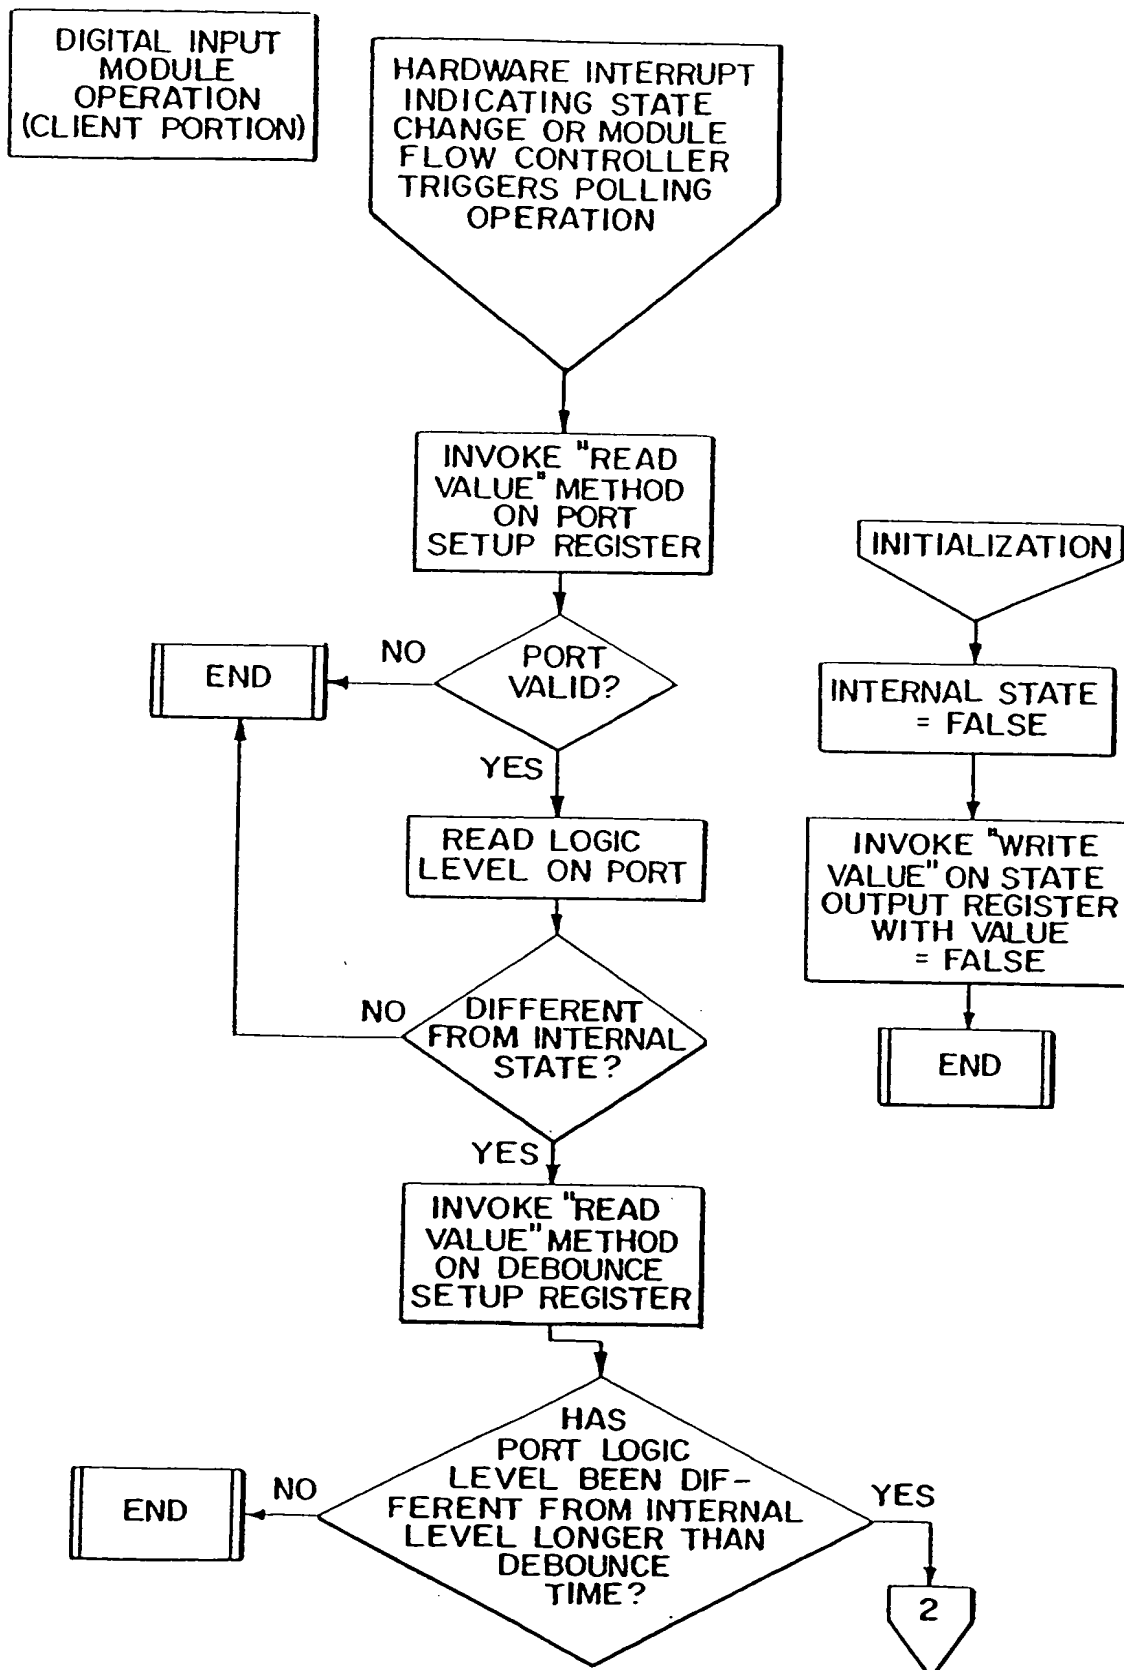 DIGITAL INPUT
MODULE
OPERATION
(CLIENT PORTION)
HARDWARE INTERRUPT
INDICATING STATE
CHANGE OR MODULE
FLOW CONTROLLER
TRIGGERS POLLING
OPERATION
INVOKE "READ
VALUE" METHOD
ON PORT
SETUP REGISTER
PORT
VALID?
NO
END
YES
READ LOGIC
LEVEL ON PORT
DIFFERENT
FROM INTERNAL
STATE?
NO
YES
INVOKE "READ
VALUE" METHOD
ON DEBOUNCE
SETUP REGISTER
HAS
PORT LOGIC
LEVEL BEEN DIF-
FERENT FROM INTERNAL
LEVEL LONGER THAN
DEBOUNCE
TIME?
NO
END
YES
2
INITIALIZATION
INTERNAL STATE
= FALSE
INVOKE "WRITE
VALUE" ON STATE
OUTPUT REGISTER
WITH VALUE
= FALSE
END